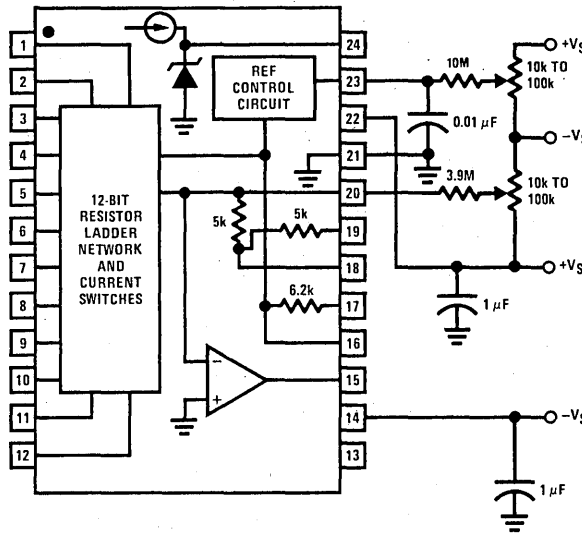 1
2
3
4
5
6
7
8
9
10
11
12
24
23
22
21
20
19
18
17
16
15
14
13
REF
CONTROL
CIRCUIT
12-BIT
RESISTOR
LADDER
NETWORK
AND
CURRENT
SWITCHES
5k
5k
6.2k
−
+
10M
0.01 μF
3.9M
10k TO
100k
10k TO
100k
+VS
−VS
+VS
1 μF
−VS
1 μF